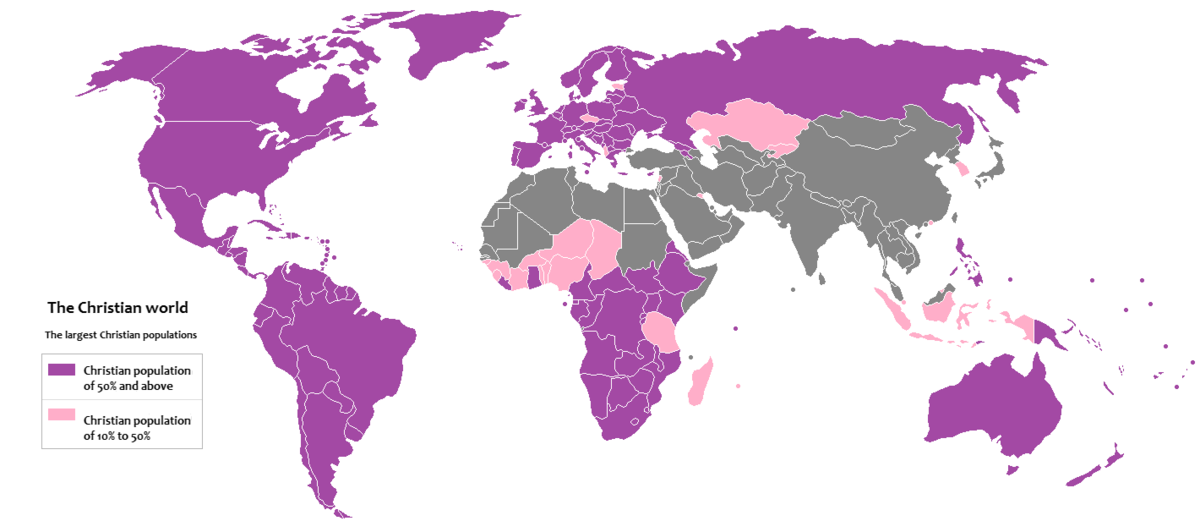 The Christian world
The largest Christian populations
Christian population
of 50% and above
Christian population
of 10% to 50%